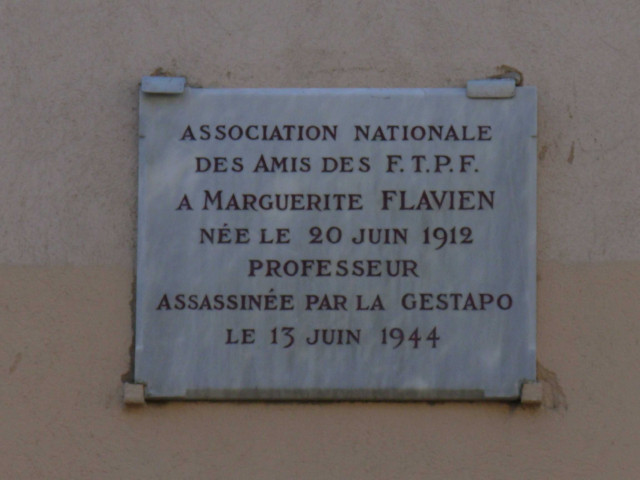 ASSOCIATION NATIONALE
DES AMIS DES F.T.P.F.
A MARGUERITE FLAVIEN
NÉE LE 20 JUIN 1912
PROFESSEUR
ASSASSINÉE PAR LA GESTAPO
LE 13 JUIN 1944